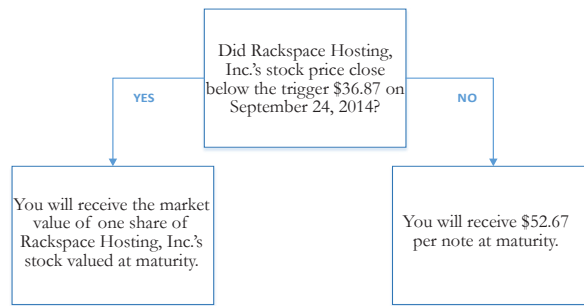 Did Rackspace Hosting,
Inc.'s stock price close
below the trigger $36.87 on
September 24, 2014?
YES
NO
You will receive the market
value of one share of
Rackspace Hosting, Inc.'s
stock valued at maturity.
You will receive $52.67
per note at maturity.